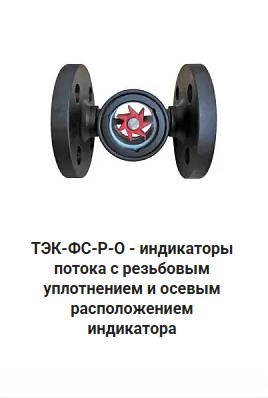 ТЭК-ФС-Р-О - индикаторы
потока с резьбовым
уплотнением и осевым
расположением
индикатора